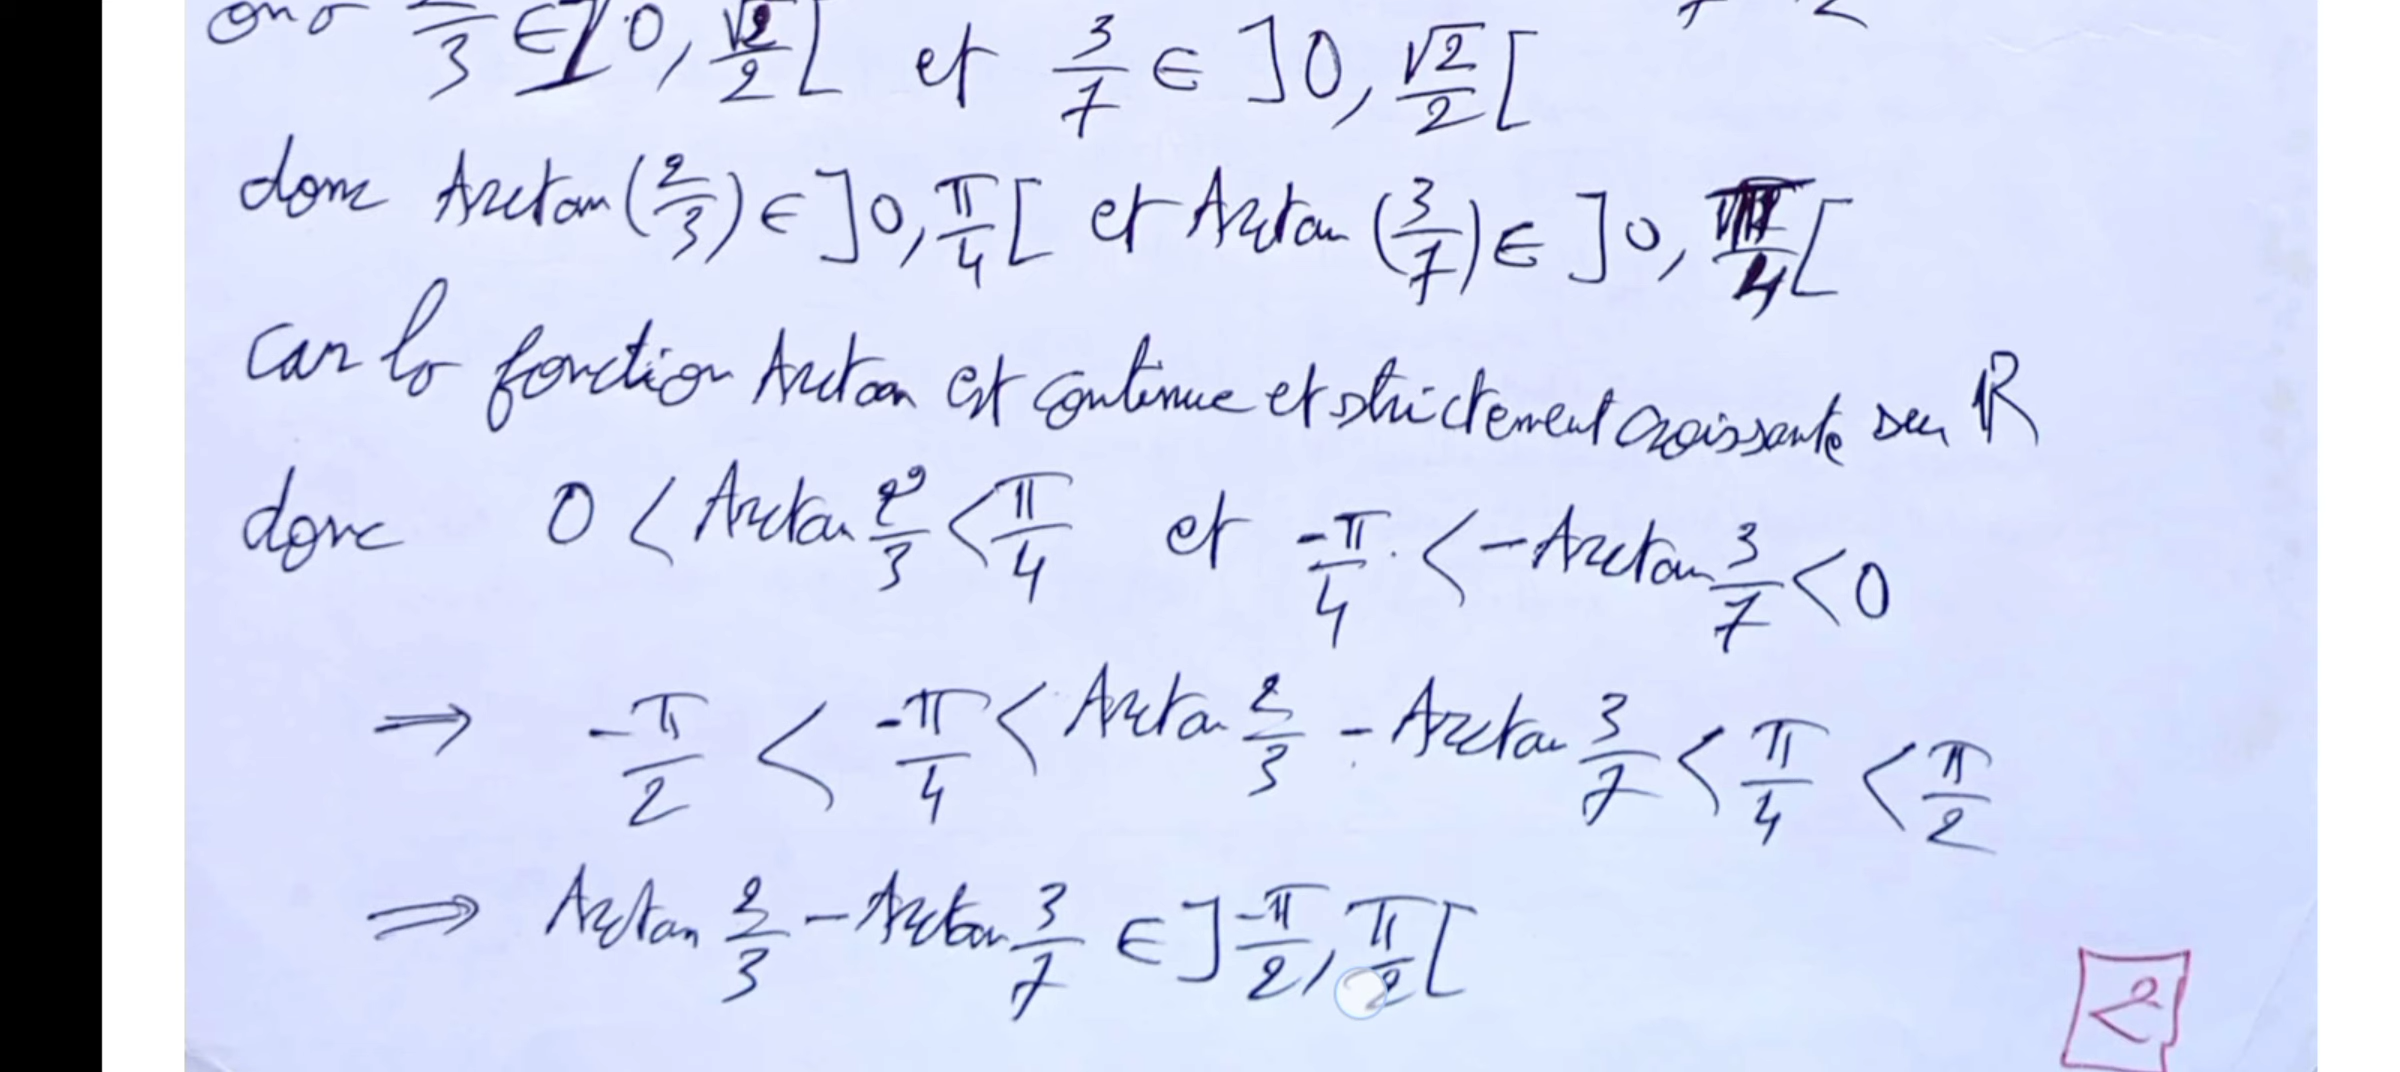 on a 2/3 ∈ ]0, √2/2[ et 3/7 ∈ ]0, √2/2[
donc Arctan(2/3) ∈ ]0, π/4[ et Arctan(3/7) ∈ ]0, π/4[
car la fonction Arctan est continue et strictement croissante sur ℝ
donc 0 < Arctan 2/3 < π/4 et -π/4 < -Arctan 3/7 < 0
⇒ -π/2 < -π/4 < Arctan 2/3 - Arctan 3/7 < π/4 < π/2
⇒ Arctan 2/3 - Arctan 3/7 ∈ ]-π/2, π/2[
2